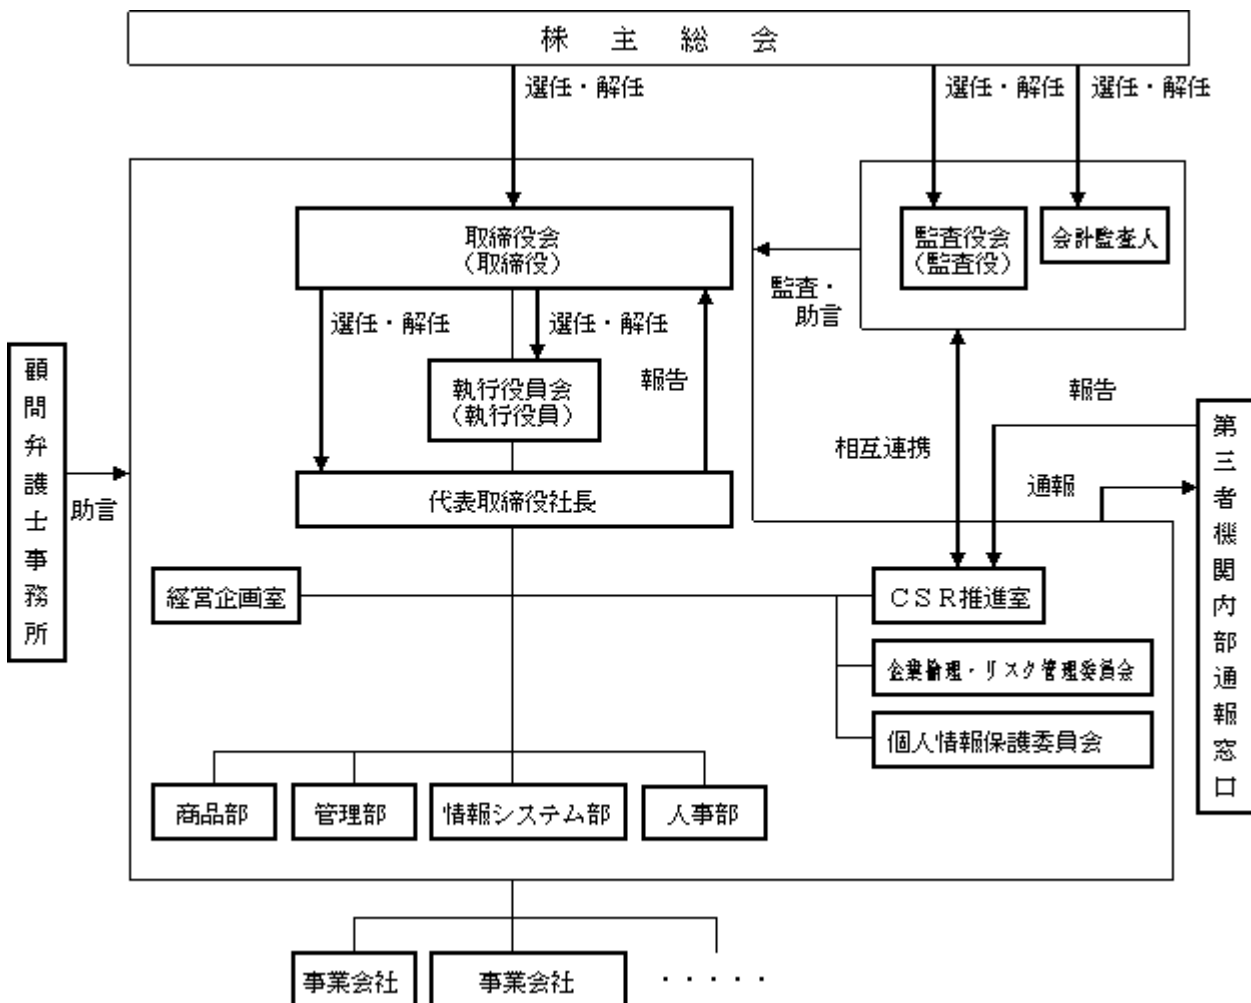 株主総会
選任・解任
選任・解任
選任・解任
取締役会
(取締役)
監査役会
(監査役)
会計監査人
監査・
助言
選任・解任
選任・解任
報告
執行役員会
(執行役員)
代表取締役社長
顧問弁護士事務所
助言
相互連携
報告
通報
第三者機関内部通報窓口
経営企画室
CSR推進室
企業倫理・リスク管理委員会
個人情報保護委員会
商品部
管理部
情報システム部
人事部
事業会社
事業会社
・・・・・